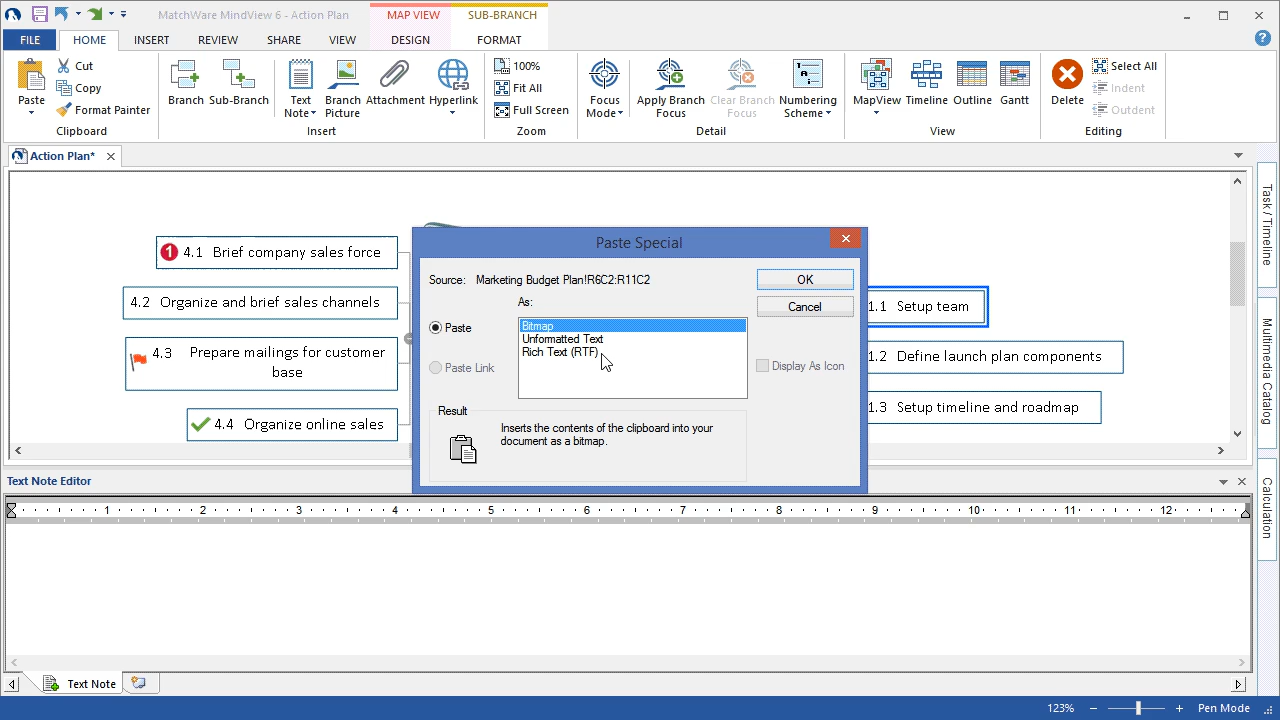 MatchWare MindView 6 - Action Plan
MAP VIEW
SUB-BRANCH
FILE
HOME
INSERT
REVIEW
SHARE
VIEW
DESIGN
FORMAT
Paste
Cut
Copy
Format Painter
Clipboard
Branch
Sub-Branch
Text Note
Branch Picture
Attachment
Hyperlink
Insert
100%
Fit All
Full Screen
Zoom
Focus Mode
Apply Branch Focus
Clear Branch Focus
Numbering Scheme
Detail
MapView
Timeline
Outline
Gantt
View
Delete
Select All
Indent
Outdent
Editing
Action Plan*
1
4.1 Brief company sales force
4.2 Organize and brief sales channels
4.3 Prepare mailings for customer
base
4.4 Organize online sales
Paste Special
Source: Marketing Budget Plan!R6C2:R11C2
As:
Paste
Paste Link
Bitmap
Unformatted Text
Rich Text (RTF)
OK
Cancel
Display As Icon
Result
Inserts the contents of the clipboard into your
document as a bitmap.
1.1 Setup team
1.2 Define launch plan components
1.3 Setup timeline and roadmap
Task / Timeline
Multimedia Catalog
Calculation
Text Note Editor
1 2 3 4 5 6 7 8 9 10 11 12
Text Note
123%
Pen Mode